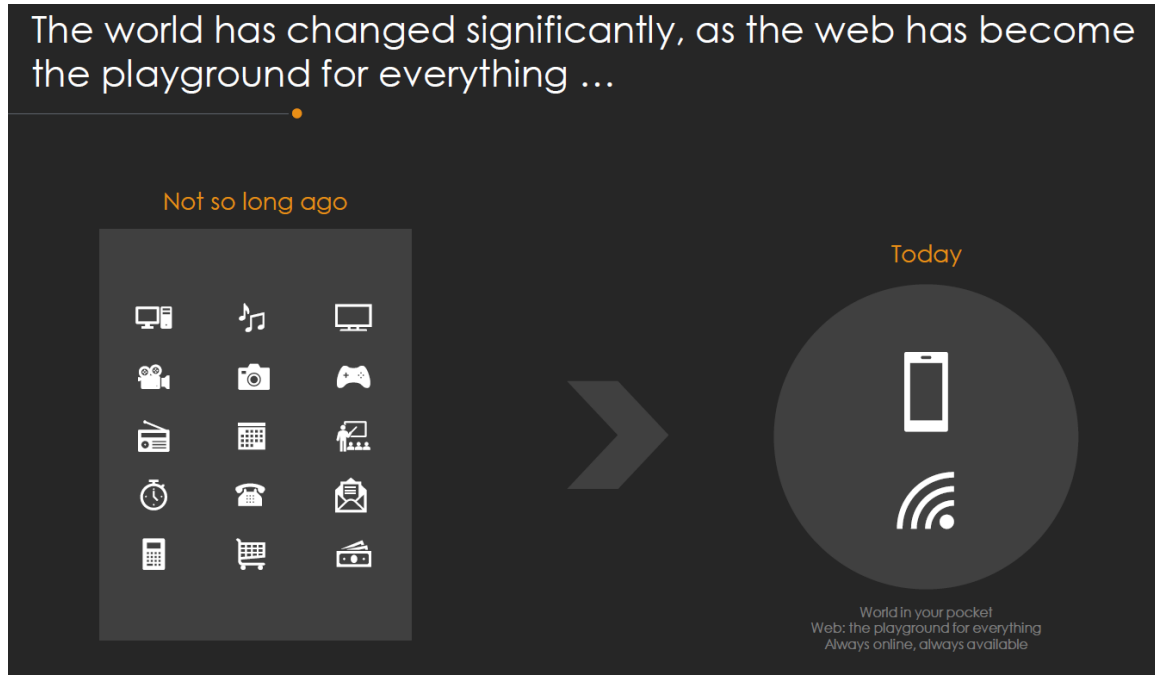 The world has changed significantly, as the web has become
the playground for everything …
Not so long ago
Today
World in your pocket
Web: the playground for everything
Always online, always available